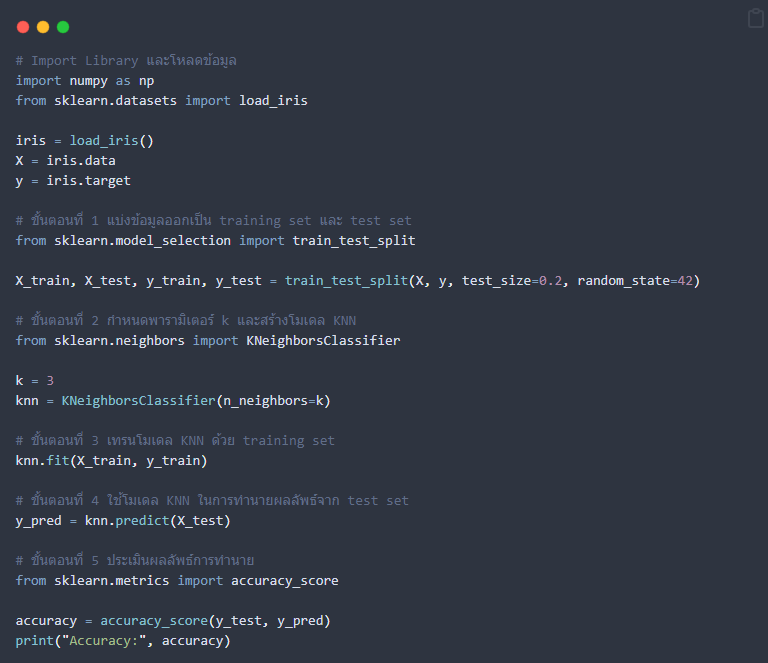 # Import Library และโหลดข้อมูล
import numpy as np
from sklearn.datasets import load_iris
iris = load_iris()
X = iris.data
y = iris.target
# ขั้นตอนที่ 1 แบ่งข้อมูลออกเป็น training set และ test set
from sklearn.model_selection import train_test_split
X_train, X_test, y_train, y_test = train_test_split(X, y, test_size=0.2, random_state=42)
# ขั้นตอนที่ 2 กำหนดพารามิเตอร์ k และสร้างโมเดล KNN
from sklearn.neighbors import KNeighborsClassifier
k = 3
knn = KNeighborsClassifier(n_neighbors=k)
# ขั้นตอนที่ 3 เทรนโมเดล KNN ด้วย training set
knn.fit(X_train, y_train)
# ขั้นตอนที่ 4 ใช้โมเดล KNN ในการทำนายผลลัพธ์จาก test set
y_pred = knn.predict(X_test)
# ขั้นตอนที่ 5 ประเมินผลลัพธ์การทำนาย
from sklearn.metrics import accuracy_score
accuracy = accuracy_score(y_test, y_pred)
print("Accuracy:", accuracy)